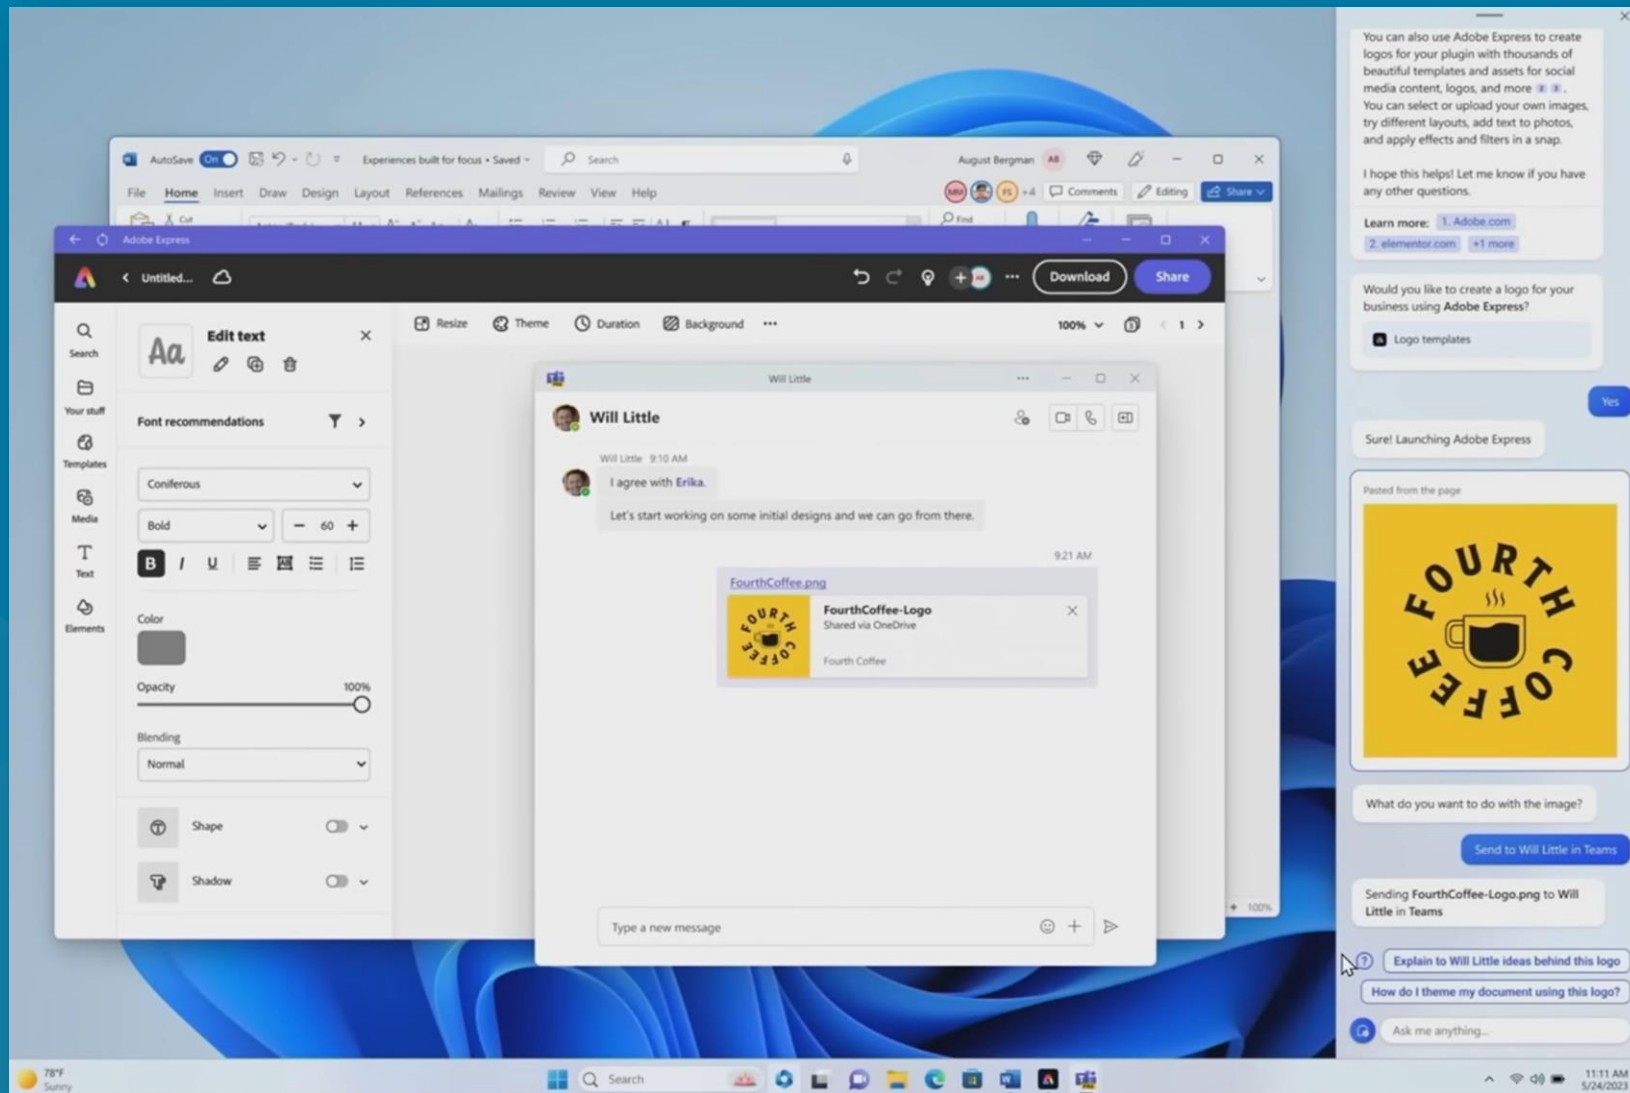 AutoSave On Experiences built for focus • Saved Search August Bergman AB
File Home Insert Draw Design Layout References Mailings Review View Help MM FS +4 Comments Editing Share
Cut Find
Adobe Express
Untitled... AB Download Share
Search
Your stuff
Templates
Media
Text
Elements
Edit text
Aa
Font recommendations
Coniferous
Bold 60
B I U
Color
Opacity 100%
Blending
Normal
Shape
Shadow
Resize Theme Duration Background 100% 1
Will Little
Will Little
Will Little 9:10 AM
I agree with Erika.
Let's start working on some initial designs and we can go from there.
9:21 AM
FourthCoffee.png
FOURTH COFFEE
FourthCoffee-Logo
Shared via OneDrive
Fourth Coffee
Type a new message
100%
You can also use Adobe Express to create
logos for your plugin with thousands of
beautiful templates and assets for social
media content, logos, and more
You can select or upload your own images,
try different layouts, add text to photos,
and apply effects and filters in a snap.
I hope this helps! Let me know if you have
any other questions.
Learn more: 1. Adobe.com
2. elementor.com +1 more
Would you like to create a logo for your
business using Adobe Express?
Logo templates
Yes
Sure! Launching Adobe Express
Pasted from the page
FOURTH COFFEE
What do you want to do with the image?
Send to Will Little in Teams
Sending FourthCoffee-Logo.png to Will
Little in Teams
Explain to Will Little ideas behind this logo
How do I theme my document using this logo?
Ask me anything...
78°F
Sunny
Search
11:11 AM
5/24/2023